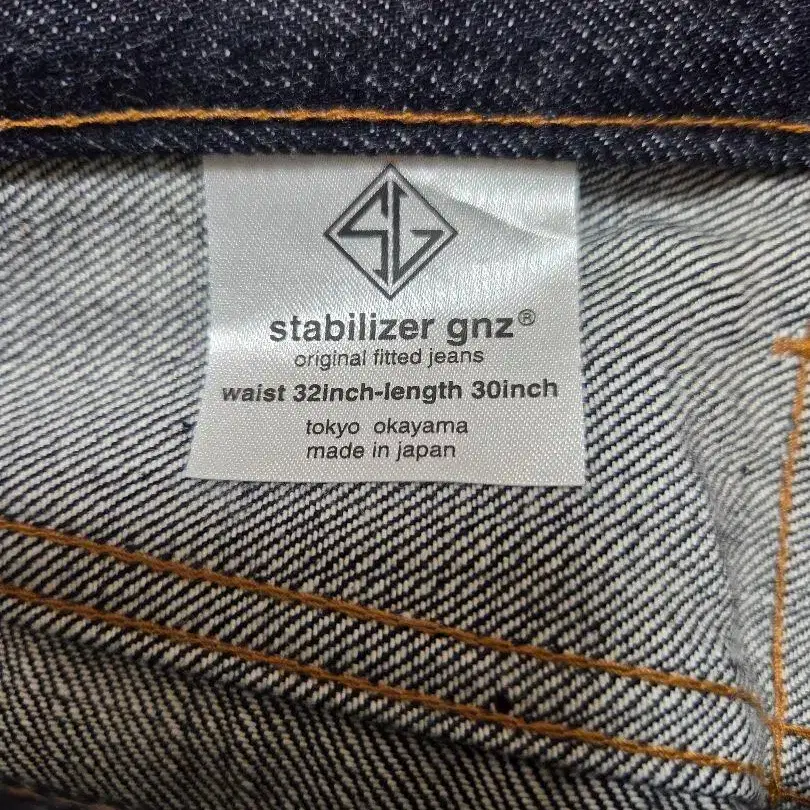 SG
stabilizer gnz®
original fitted jeans
waist 32inch-length 30inch
tokyo okayama
made in japan